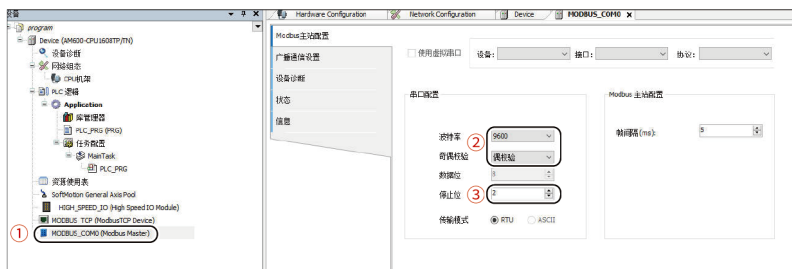 设备
program
Device (AM600-CPU1608TP/TN)
设备诊断
网络组态
CPU机架
PLC 逻辑
Application
库管理器
PLC_PRG (PRG)
任务配置
MainTask
PLC_PRG
资源使用表
SoftMotion General Axis Pool
HIGH_SPEED_IO (High Speed IO Module)
MODBUS_TCP (ModbusTCP Device)
① MODBUS_COM0 (Modbus Master)
Hardware Configuration
Network Configuration
Device
MODBUS_COM0 x
Modbus主站配置
广播通信设置
设备诊断
状态
信息
使用虚拟串口 设备: 接口: 协议:
串口配置
波特率 9600
②
奇偶校验 偶校验
数据位 8
停止位 ③ 2
传输模式 RTU ASCII
Modbus 主站配置
帧间隔(ms): 5